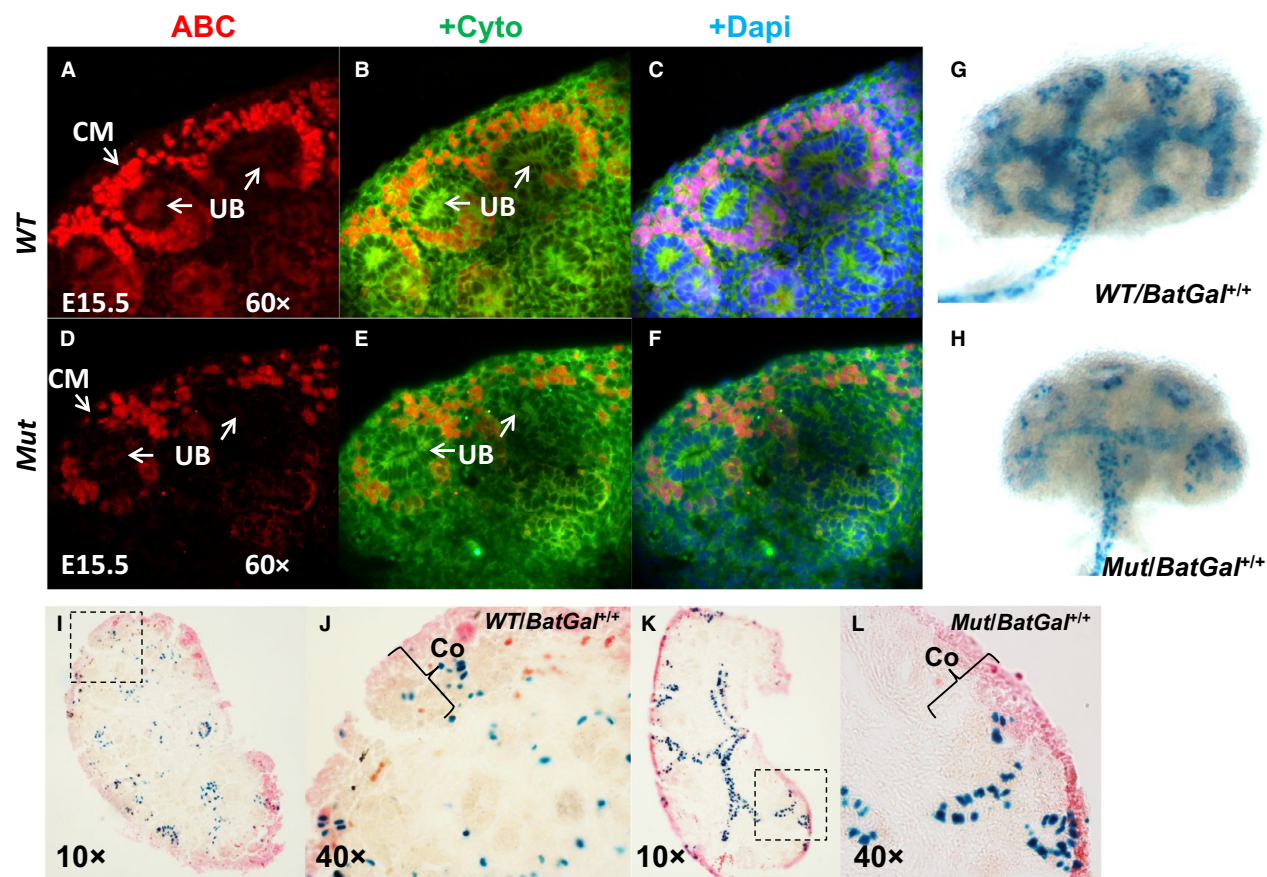 ABC +Cyto +Dapi
A B C G
CM
UB UB
WT
E15.5 60×
WT/BatGal+/+
D E F H
CM
UB UB
Mut
E15.5 60×
Mut/BatGal+/+
I J WT/BatGal+/+ K L Mut/BatGal+/+
Co Co
10× 40× 10× 40×